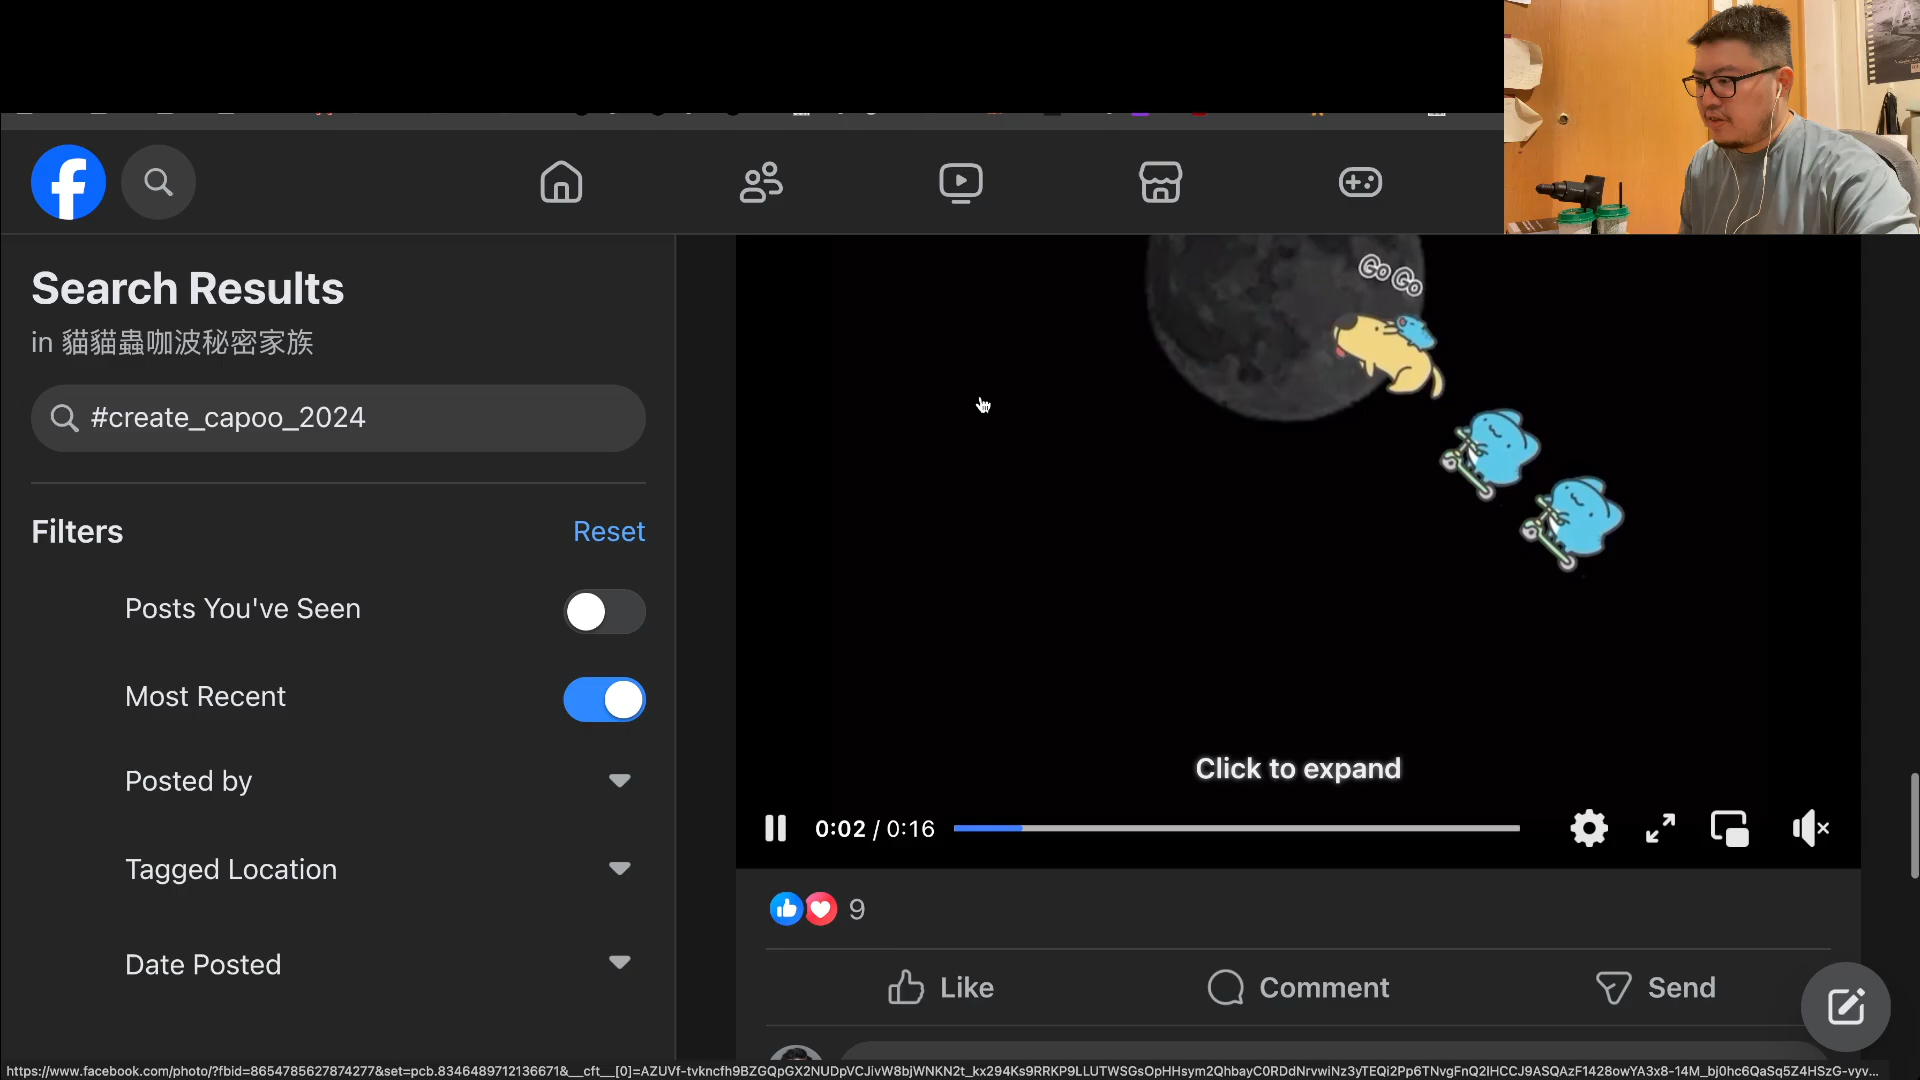 Search Results
in 貓貓蟲咖波秘密家族
#create_capoo_2024
Filters
Reset
Posts You've Seen
Most Recent
Posted by
Tagged Location
Date Posted
Go Go
Click to expand
0:02 / 0:16
9
Like
Comment
Send